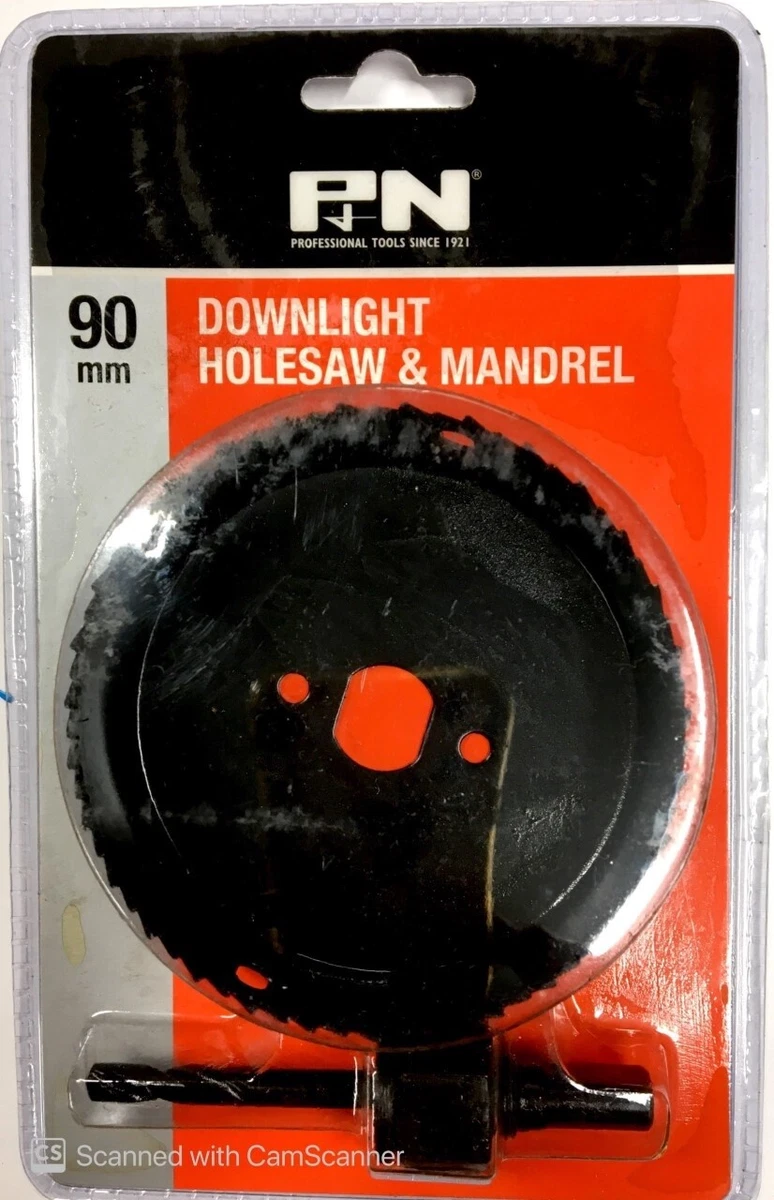 P&N®
PROFESSIONAL TOOLS SINCE 1921
90
mm
DOWNLIGHT
HOLESAW & MANDREL
CS Scanned with CamScanner